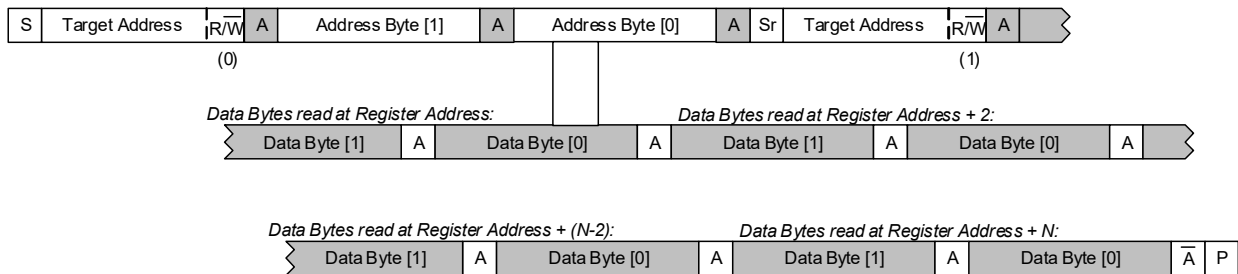 S Target Address R/W̅ A Address Byte [1] A Address Byte [0] A Sr Target Address R/W̅ A
(0) (1)
Data Bytes read at Register Address: Data Bytes read at Register Address + 2:
Data Byte [1] A Data Byte [0] A Data Byte [1] A Data Byte [0] A
Data Bytes read at Register Address + (N-2): Data Bytes read at Register Address + N:
Data Byte [1] A Data Byte [0] A Data Byte [1] A Data Byte [0] A̅ P